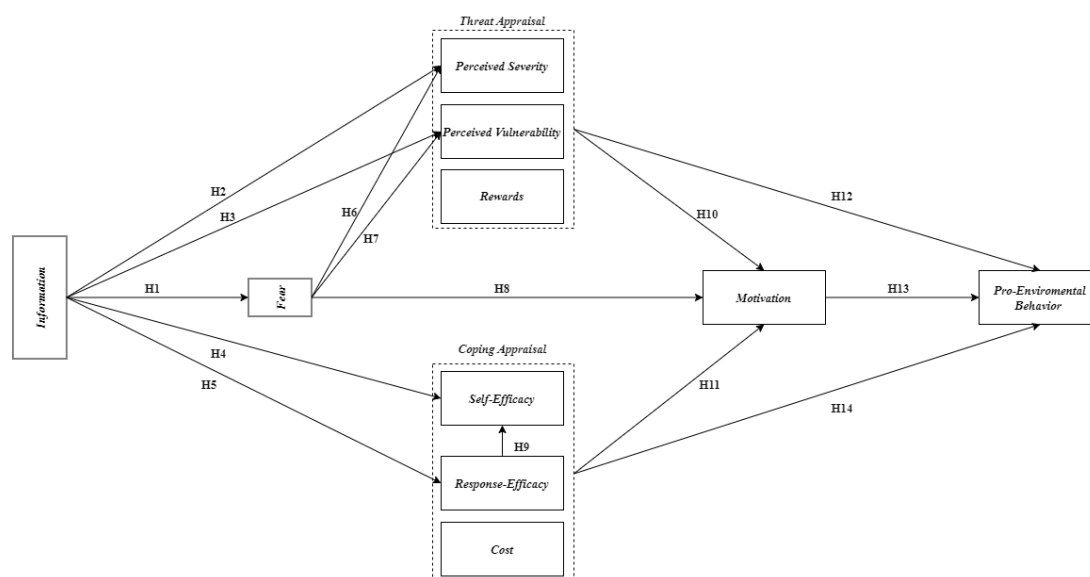 Threat Appraisal
Perceived Severity
Perceived Vulnerability
Rewards
H2
H3
H6
H7
H10
H12
Information
H1
Fear
H8
Motivation
H13
Pro-Enviromental
Behavior
H4
H5
Coping Appraisal
Self-Efficacy
H9
Response-Efficacy
Cost
H11
H14